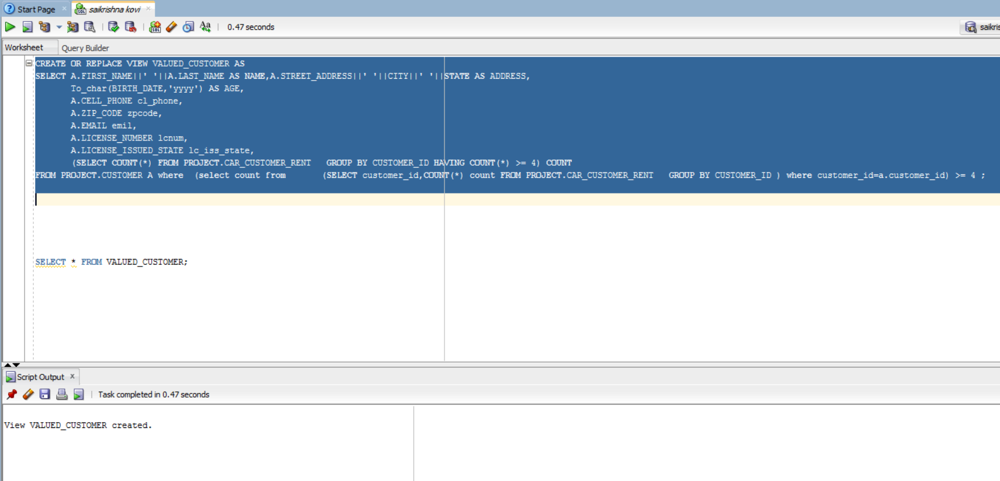 Start Page
saikrishna kovi
0.47 seconds
saikris
Worksheet
Query Builder
CREATE OR REPLACE VIEW VALUED_CUSTOMER AS
SELECT A.FIRST_NAME||' '||A.LAST_NAME AS NAME,A.STREET_ADDRESS||' '||CITY||' '||STATE AS ADDRESS,
To_char(BIRTH_DATE,'yyyy') AS AGE,
A.CELL_PHONE cl_phone,
A.ZIP_CODE zpcode,
A.EMAIL emil,
A.LICENSE_NUMBER lcnum,
A.LICENSE_ISSUED_STATE lc_iss_state,
(SELECT COUNT(*) FROM PROJECT.CAR_CUSTOMER_RENT   GROUP BY CUSTOMER_ID HAVING COUNT(*) >= 4) COUNT
FROM PROJECT.CUSTOMER A where  (select count from       (SELECT customer_id,COUNT(*) count FROM PROJECT.CAR_CUSTOMER_RENT   GROUP BY CUSTOMER_ID ) where customer_id=a.customer_id) >= 4 ;
SELECT * FROM VALUED_CUSTOMER;
Script Output
Task completed in 0.47 seconds
View VALUED_CUSTOMER created.